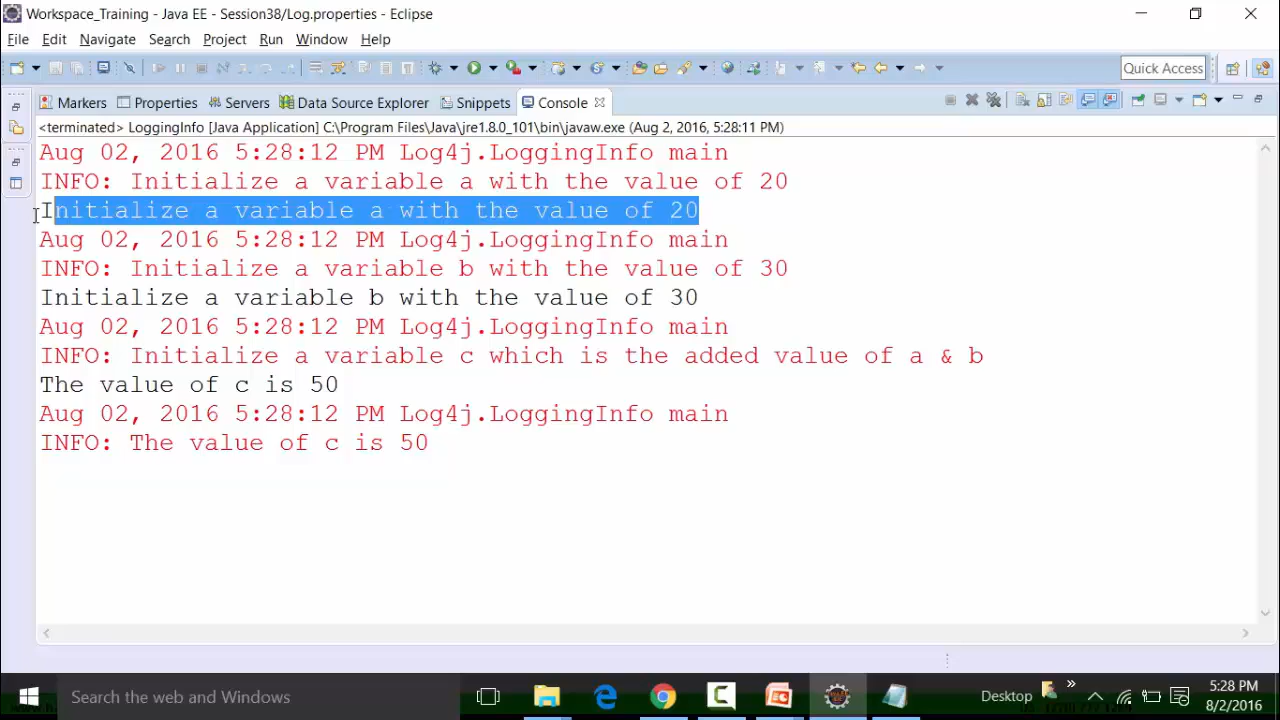 Workspace_Training - Java EE - Session38/Log.properties - Eclipse
File Edit Navigate Search Project Run Window Help
Quick Access
Markers Properties Servers Data Source Explorer Snippets Console
<terminated> LoggingInfo [Java Application] C:\Program Files\Java\jre1.8.0_101\bin\javaw.exe (Aug 2, 2016, 5:28:11 PM)
Aug 02, 2016 5:28:12 PM Log4j.LoggingInfo main
INFO: Initialize a variable a with the value of 20
Initialize a variable a with the value of 20
Aug 02, 2016 5:28:12 PM Log4j.LoggingInfo main
INFO: Initialize a variable b with the value of 30
Initialize a variable b with the value of 30
Aug 02, 2016 5:28:12 PM Log4j.LoggingInfo main
INFO: Initialize a variable c which is the added value of a & b
The value of c is 50
Aug 02, 2016 5:28:12 PM Log4j.LoggingInfo main
INFO: The value of c is 50
Search the web and Windows
Desktop
5:28 PM
8/2/2016